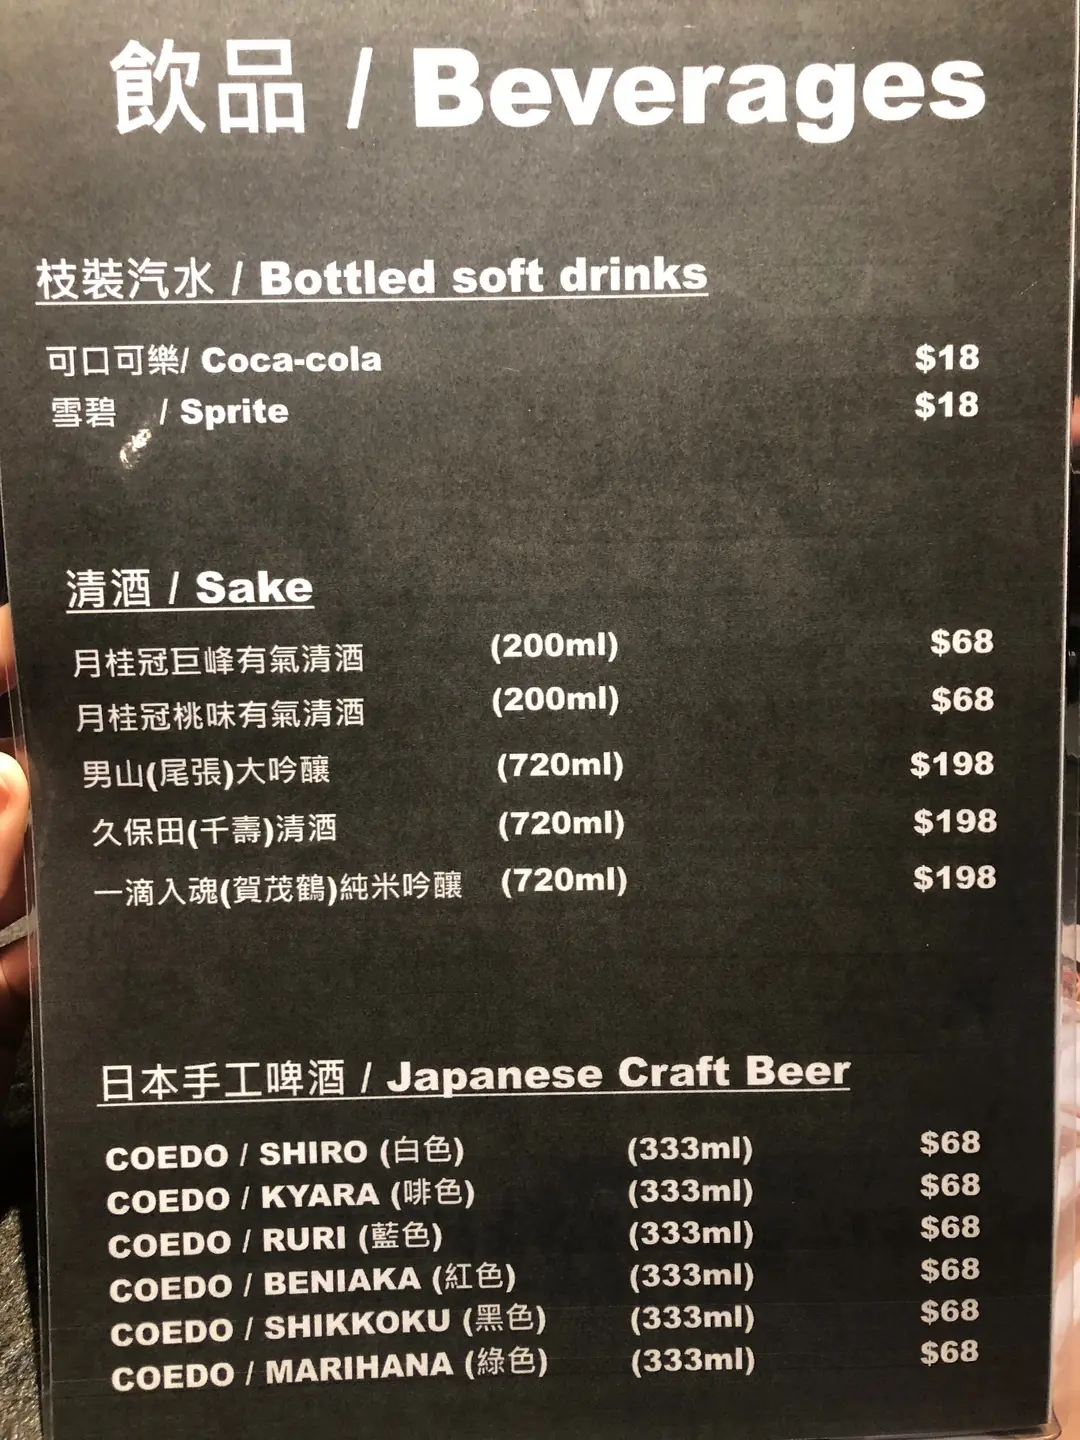 飲品 / Beverages
枝裝汽水 / Bottled soft drinks
可口可樂/ Coca-cola $18
雪碧 / Sprite $18
清酒 / Sake
月桂冠巨峰有氣清酒 (200ml) $68
月桂冠桃味有氣清酒 (200ml) $68
男山(尾張)大吟釀 (720ml) $198
久保田(千壽)清酒 (720ml) $198
一滴入魂(賀茂鶴)純米吟釀 (720ml) $198
日本手工啤酒 / Japanese Craft Beer
COEDO / SHIRO (白色) (333ml) $68
COEDO / KYARA (啡色) (333ml) $68
COEDO / RURI (藍色) (333ml) $68
COEDO / BENIAKA (紅色) (333ml) $68
COEDO / SHIKKOKU (黑色) (333ml) $68
COEDO / MARIHANA (綠色) (333ml) $68